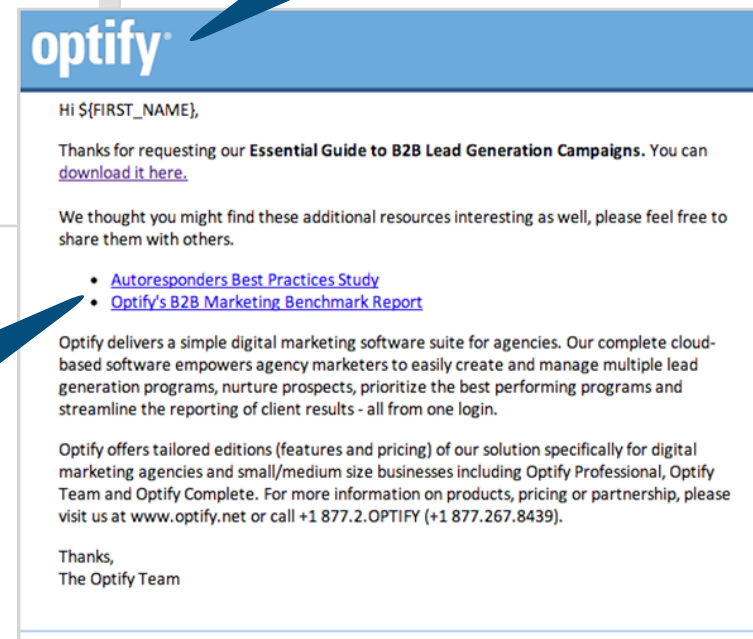 optify
Hi ${FIRST_NAME},
Thanks for requesting our Essential Guide to B2B Lead Generation Campaigns. You can
download it here.
We thought you might find these additional resources interesting as well, please feel free to
share them with others.
• Autoresponders Best Practices Study
• Optify's B2B Marketing Benchmark Report
Optify delivers a simple digital marketing software suite for agencies. Our complete cloud-
based software empowers agency marketers to easily create and manage multiple lead
generation programs, nurture prospects, prioritize the best performing programs and
streamline the reporting of client results - all from one login.
Optify offers tailored editions (features and pricing) of our solution specifically for digital
marketing agencies and small/medium size businesses including Optify Professional, Optify
Team and Optify Complete. For more information on products, pricing or partnership, please
visit us at www.optify.net or call +1 877.2.OPTIFY (+1 877.267.8439).
Thanks,
The Optify Team